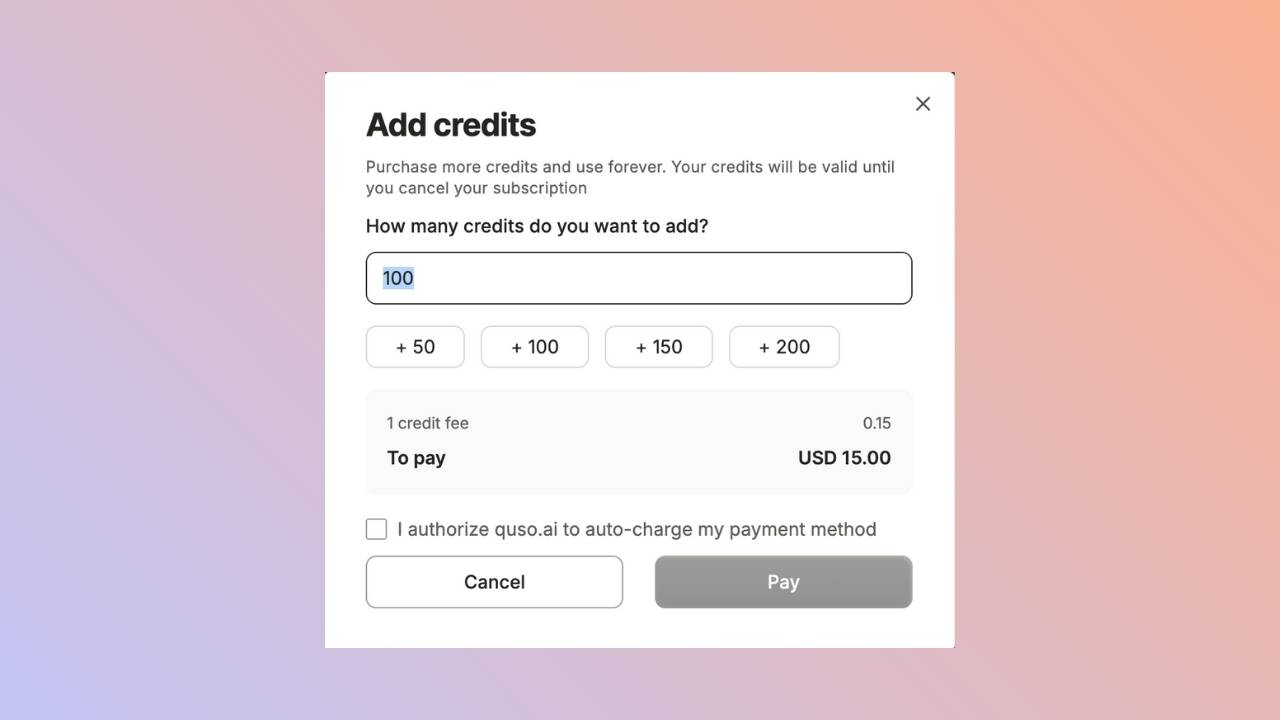 Add credits
Purchase more credits and use forever. Your credits will be valid until
you cancel your subscription
How many credits do you want to add?
100
+ 50 + 100 + 150 + 200
1 credit fee 0.15
To pay USD 15.00
I authorize quso.ai to auto-charge my payment method
Cancel Pay